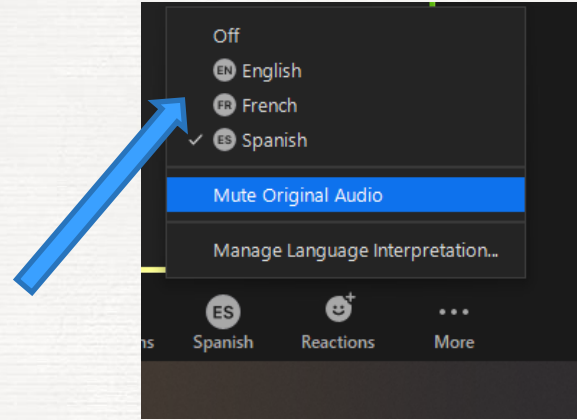 Off
EN English
FR French
ES Spanish
Mute Original Audio
Manage Language Interpretation...
ES
ns Spanish Reactions More